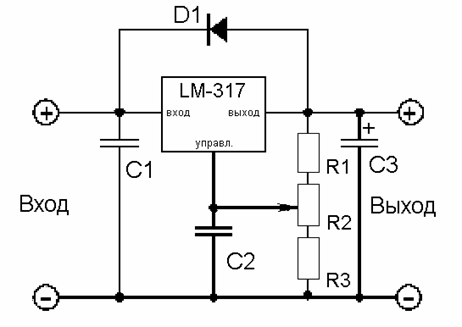 D1
LM-317
вход выход
управл.
+ +
C1
+
C3
R1
Вход
Выход
R2
C2
R3
- -